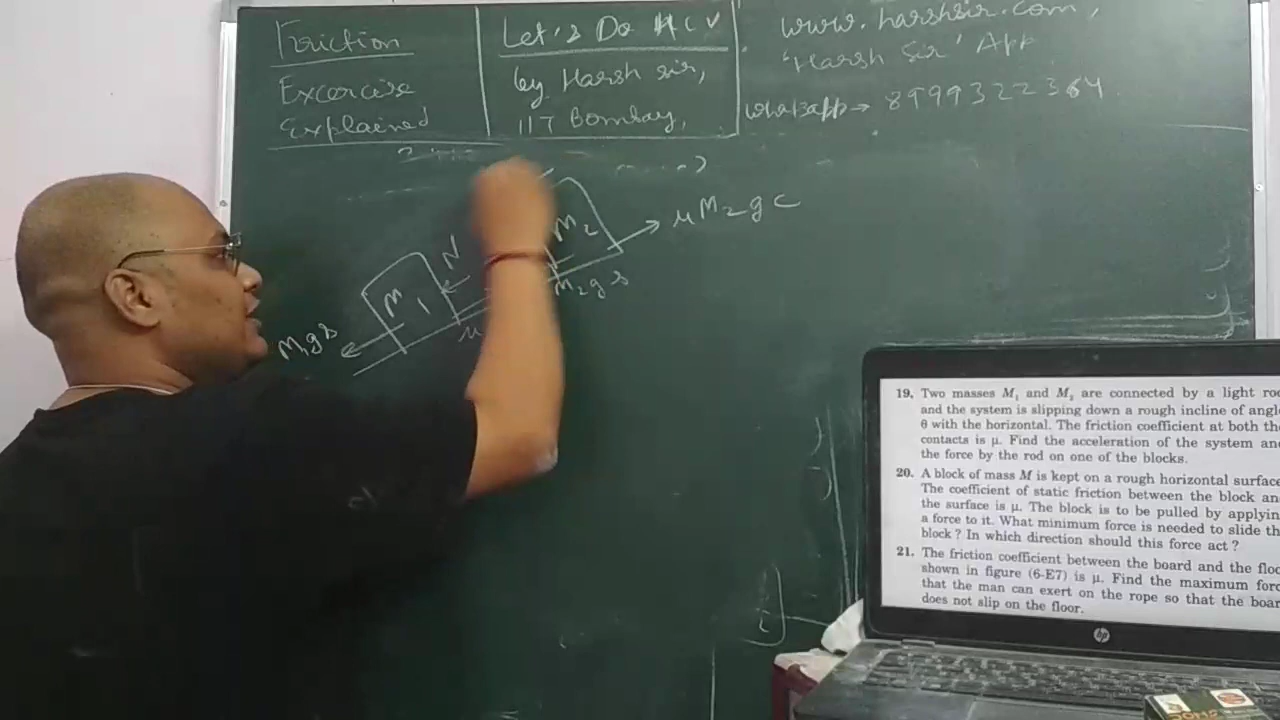 Friction
Excercise
Explained
Let's Do HCV
by Harsh sir,
IIT Bombay,
www.harshsir.com,
'Harsh Sir' App
whatsapp → 8999322364
M1gs
M1
N
μ
M2
M2gs
μM2gc
19. Two masses M1 and M2 are connected by a light rod
and the system is slipping down a rough incline of angle
θ with the horizontal. The friction coefficient at both the
contacts is μ. Find the acceleration of the system and
the force by the rod on one of the blocks.
20. A block of mass M is kept on a rough horizontal surface
The coefficient of static friction between the block an
the surface is μ. The block is to be pulled by applyin
a force to it. What minimum force is needed to slide th
block ? In which direction should this force act ?
21. The friction coefficient between the board and the floo
shown in figure (6-E7) is μ. Find the maximum forc
that the man can exert on the rope so that the boar
does not slip on the floor.
hp